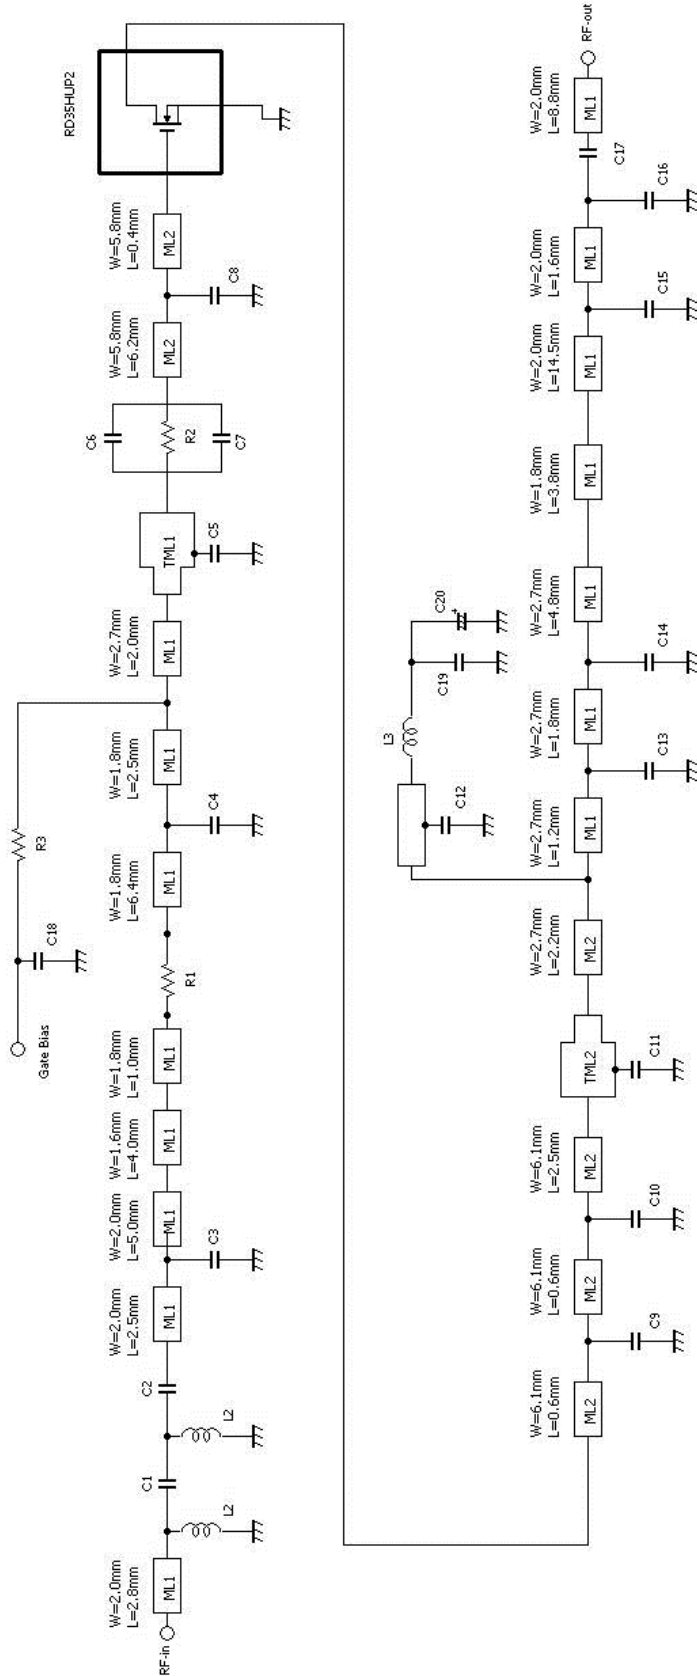 RF-in
W=2.0mm
L=2.8mm
ML1
L2
C1
L2
C2
W=2.0mm
L=2.5mm
ML1
C3
W=2.0mm
L=5.0mm
ML1
W=1.6mm
L=4.0mm
ML1
W=1.8mm
L=1.0mm
ML1
R1
W=1.8mm
L=6.4mm
ML1
C4
W=1.8mm
L=2.5mm
ML1
Gate Bias
C18
R3
W=2.7mm
L=2.0mm
ML1
TML1
C5
C6
R2
C7
W=5.8mm
L=6.2mm
ML2
C8
W=5.8mm
L=0.4mm
ML2
RD35HUP2
W=6.1mm
L=0.6mm
ML2
C9
W=6.1mm
L=0.6mm
ML2
C10
W=6.1mm
L=2.5mm
ML2
TML2
C11
W=2.7mm
L=2.2mm
ML2
C12
L3
C19
C20
+
W=2.7mm
L=1.2mm
ML1
C13
W=2.7mm
L=1.8mm
ML1
C14
W=2.7mm
L=4.8mm
ML1
W=1.8mm
L=3.8mm
ML1
W=2.0mm
L=14.5mm
ML1
C15
W=2.0mm
L=1.6mm
ML1
C16
C17
W=2.0mm
L=8.8mm
ML1
RF-out